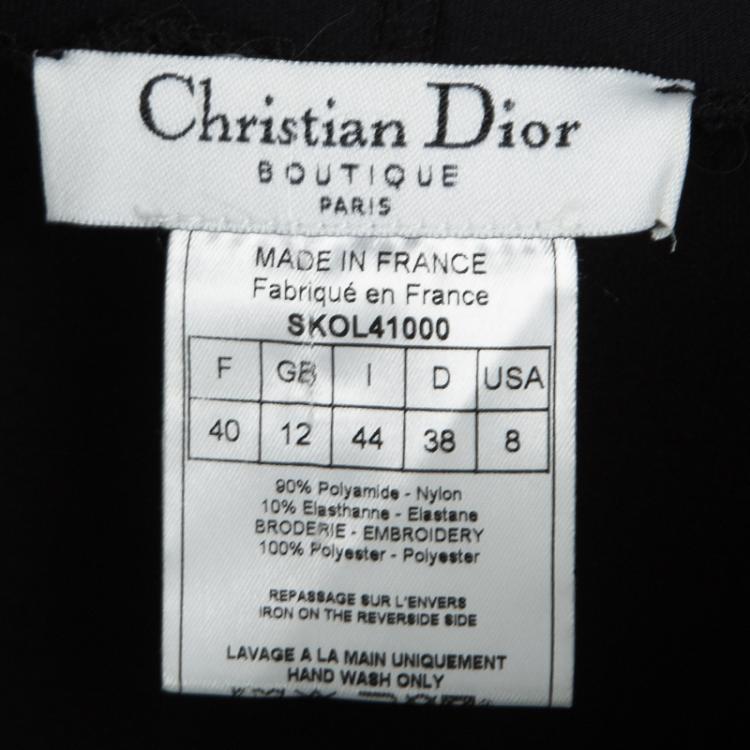 Christian Dior
BOUTIQUE
PARIS
MADE IN FRANCE
Fabriqué en France
SKOL41000
F GB I D USA
40 12 44 38 8
90% Polyamide - Nylon
10% Elasthanne - Elastane
BRODERIE - EMBROIDERY
100% Polyester - Polyester
REPASSAGE SUR L'ENVERS
IRON ON THE REVERSIDE SIDE
LAVAGE A LA MAIN UNIQUEMENT
HAND WASH ONLY